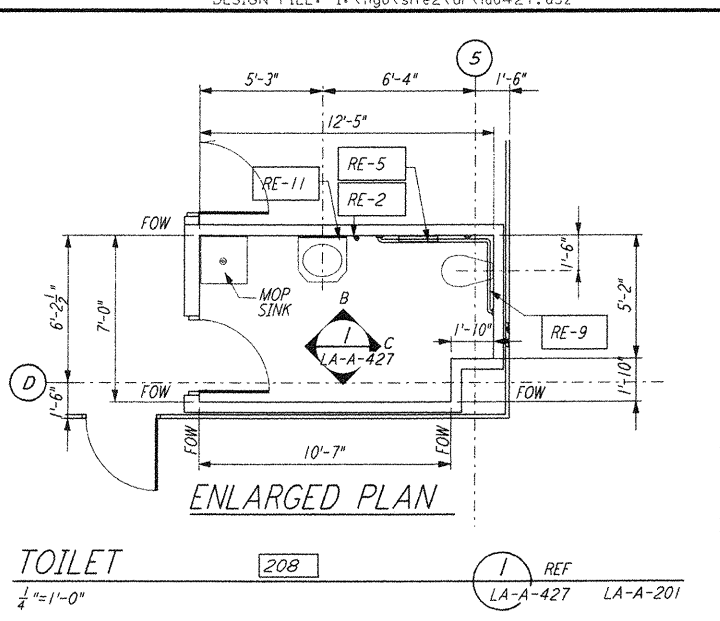 5
5'-3" 6'-4" 1'-6"
12'-5"
RE-5
RE-11
RE-2
FOW
MOP
SINK
B
1
C
LA-A-427
1'-6"
5'-2"
6'-2½"
7'-0"
1'-10"
RE-9
D
1'-6"
FOW
FOW
1'-10"
FOW
FOW
10'-7"
ENLARGED PLAN
TOILET 208
1 REF
¼"=1'-0" LA-A-427 LA-A-201